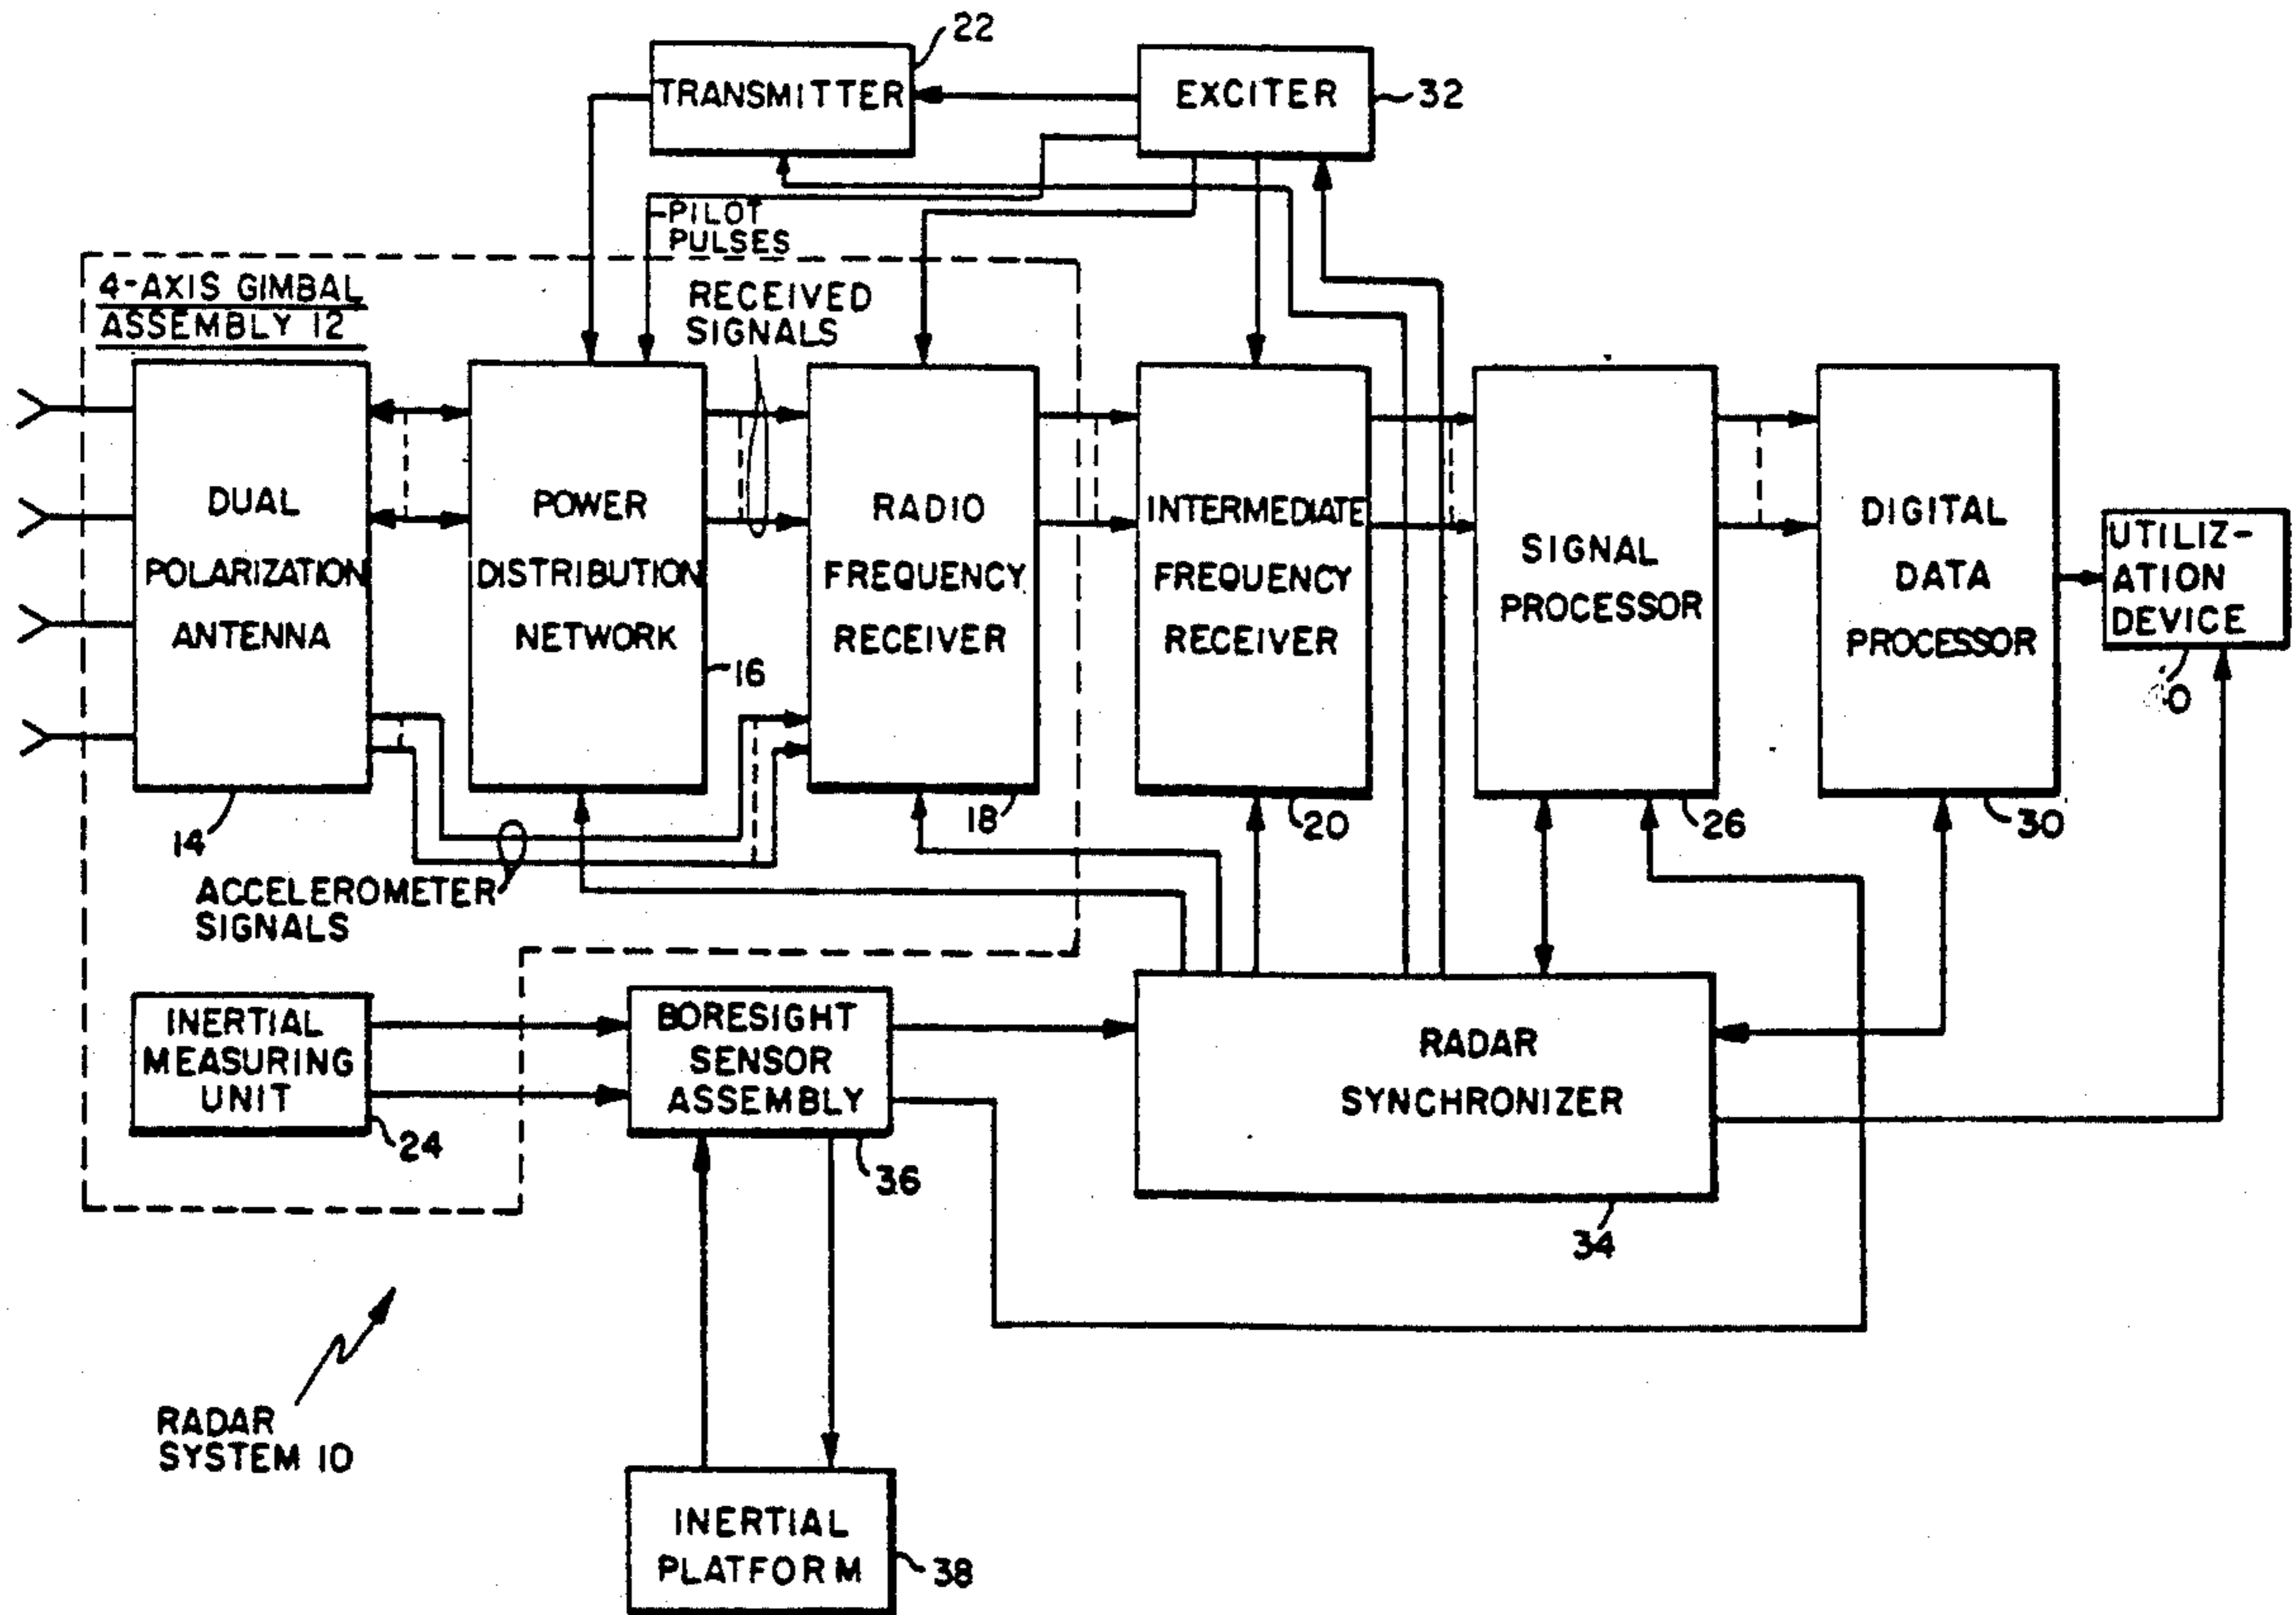 22
TRANSMITTER
EXCITER
32
PILOT
PULSES
4-AXIS GIMBAL
ASSEMBLY 12
RECEIVED
SIGNALS
DUAL
POLARIZATION
ANTENNA
14
POWER
DISTRIBUTION
NETWORK
16
RADIO
FREQUENCY
RECEIVER
18
INTERMEDIATE
FREQUENCY
RECEIVER
20
SIGNAL
PROCESSOR
26
DIGITAL
DATA
PROCESSOR
30
UTILIZ-
ATION
DEVICE
ACCELEROMETER
SIGNALS
INERTIAL
MEASURING
UNIT
24
BORESIGHT
SENSOR
ASSEMBLY
36
RADAR
SYNCHRONIZER
34
RADAR
SYSTEM 10
INERTIAL
PLATFORM
38